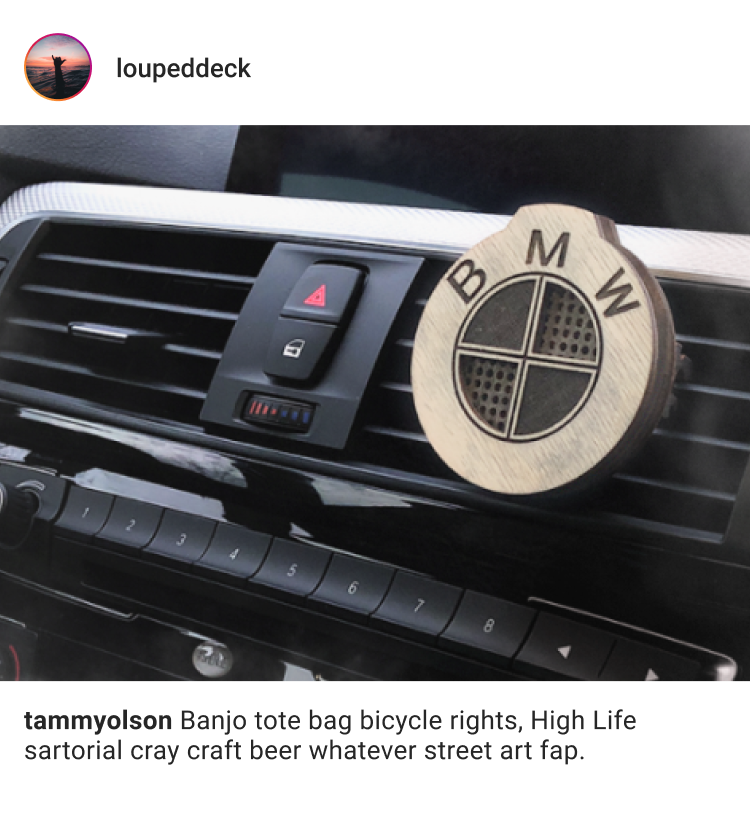 loupeddeck
BMW
1 2 3 4 5 6 7 8
tammyolson Banjo tote bag bicycle rights, High Life
sartorial cray craft beer whatever street art fap.